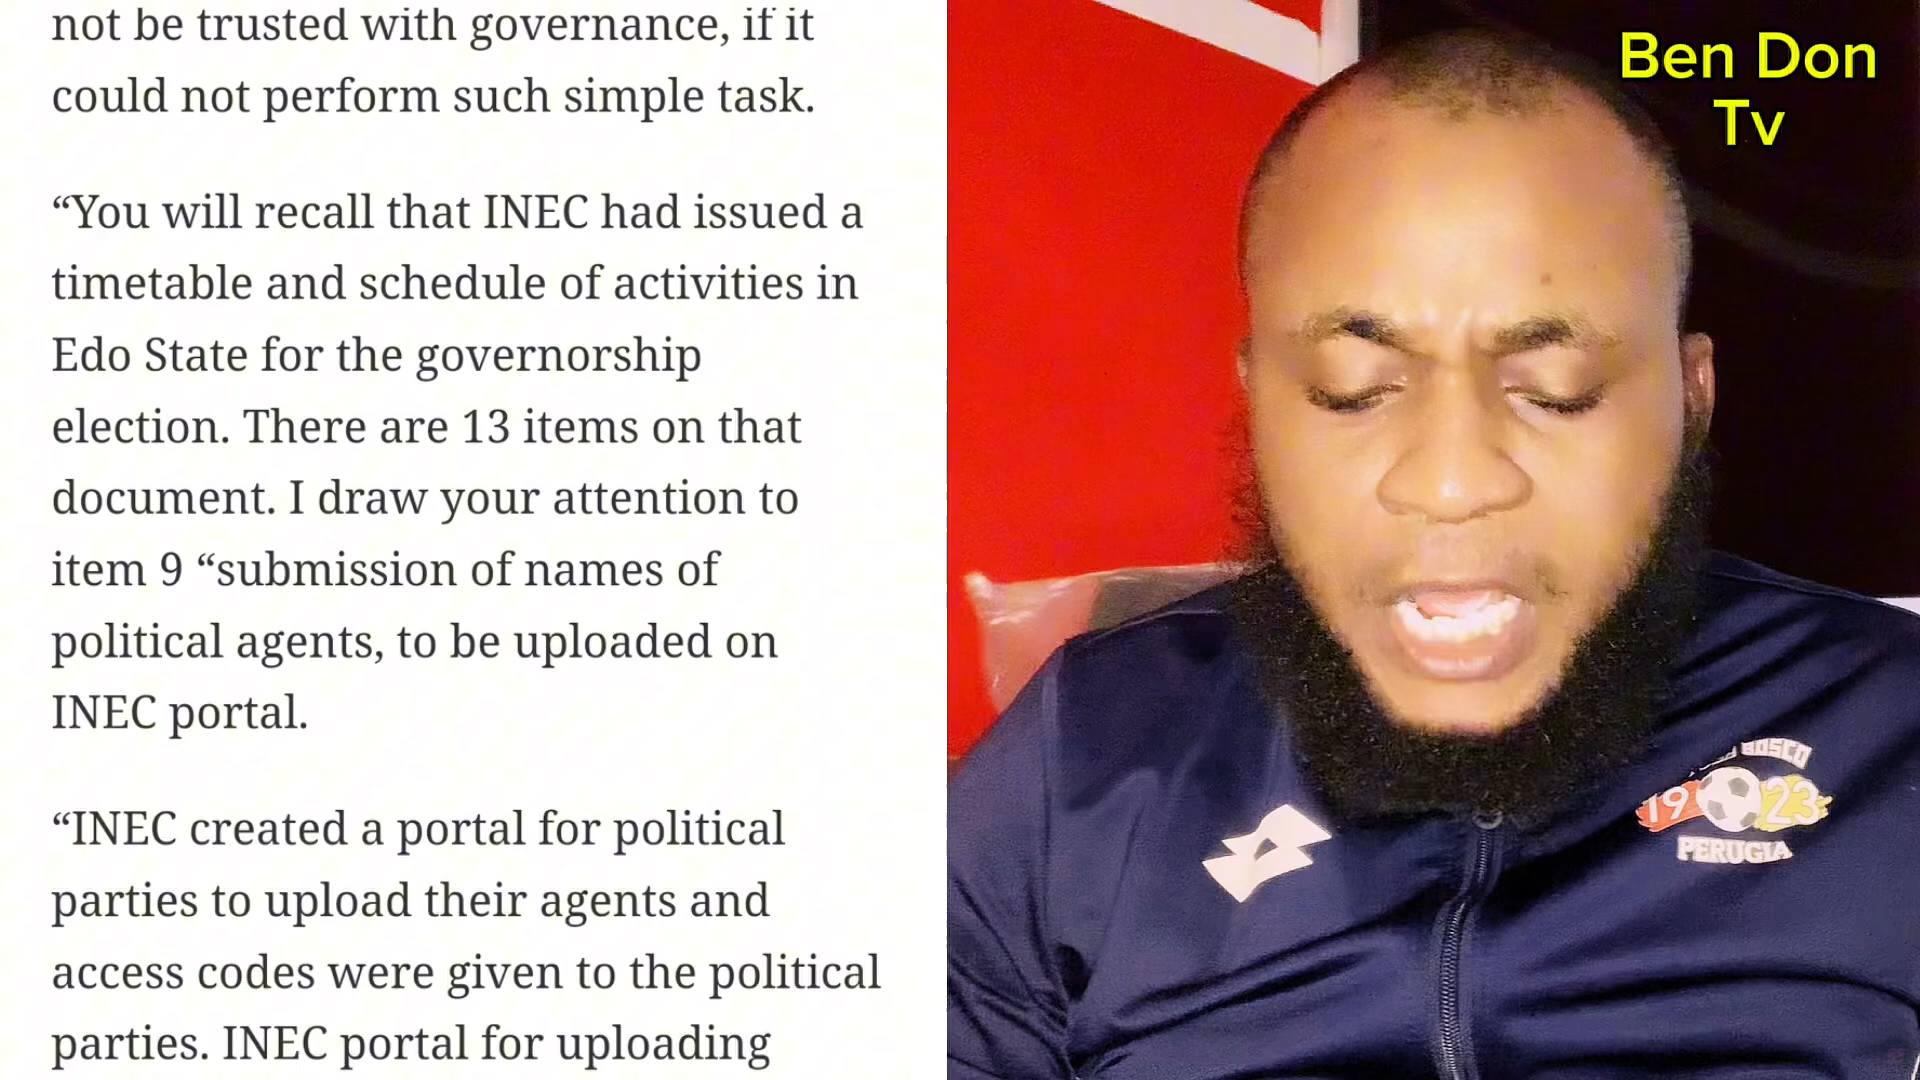 not be trusted with governance, if it
could not perform such simple task.
“You will recall that INEC had issued a
timetable and schedule of activities in
Edo State for the governorship
election. There are 13 items on that
document. I draw your attention to
item 9 “submission of names of
political agents, to be uploaded on
INEC portal.
“INEC created a portal for political
parties to upload their agents and
access codes were given to the political
parties. INEC portal for uploading
Ben Don
Tv
BOSCO
19 23
PERUGIA